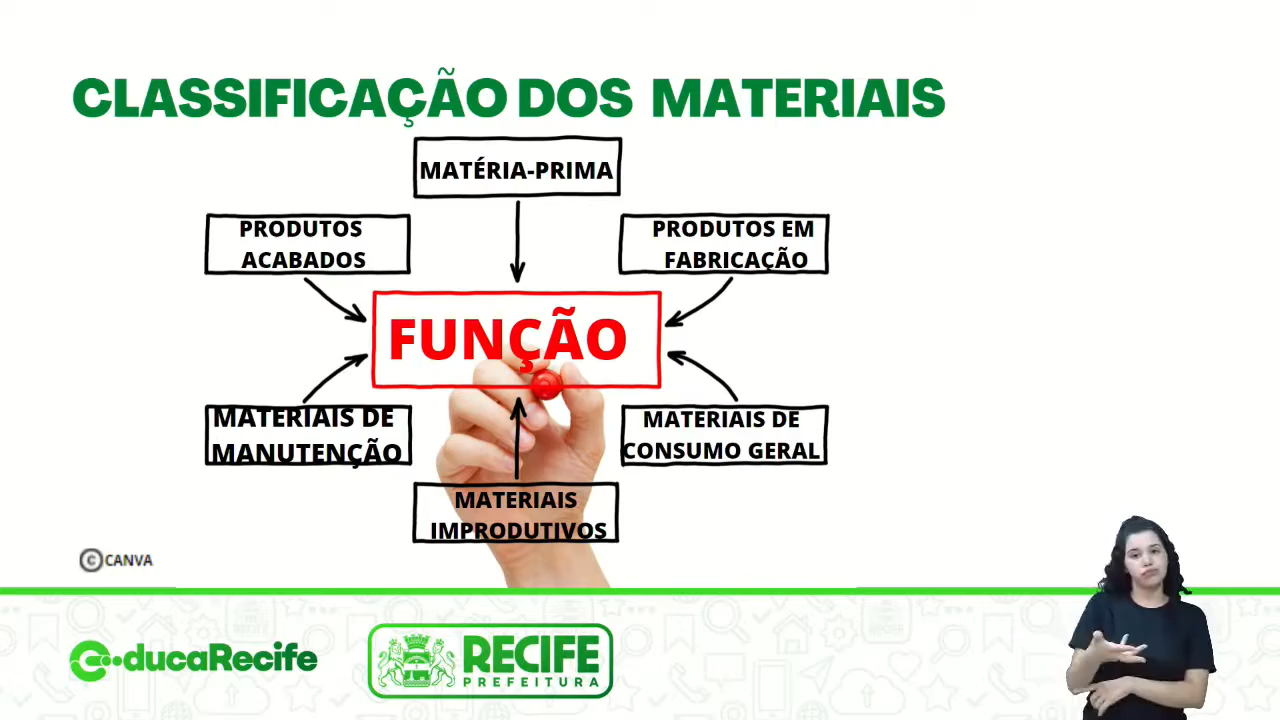 CLASSIFICAÇÃO DOS MATERIAIS
MATÉRIA-PRIMA
PRODUTOS
ACABADOS
PRODUTOS EM
FABRICAÇÃO
FUNÇÃO
MATERIAIS DE
MANUTENÇÃO
MATERIAIS DE
CONSUMO GERAL
MATERIAIS
IMPRODUTIVOS
© CANVA
EducaRecife
RECIFE
PREFEITURA